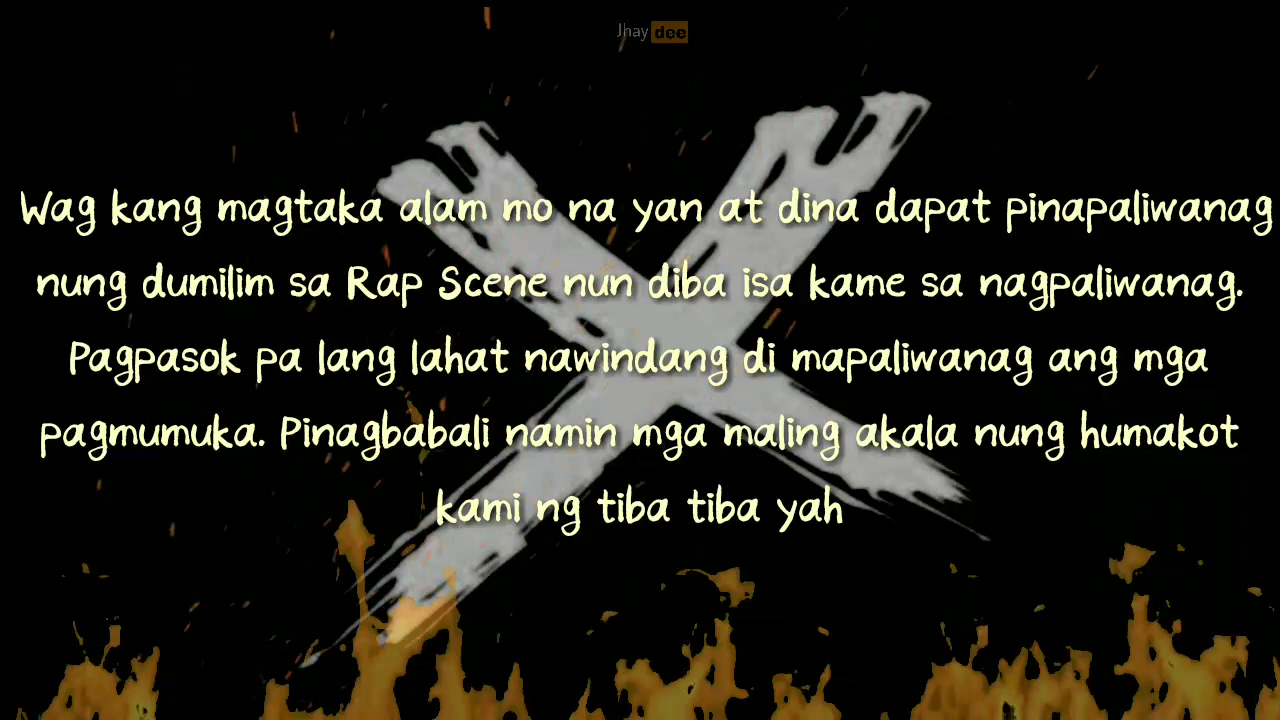 Jhay dee
Wag kang magtaka alam mo na yan at dina dapat pinapaliwanag
nung dumilim sa Rap Scene nun diba isa kame sa nagpaliwanag.
Pagpasok pa lang lahat nawindang di mapaliwanag ang mga
pagmumuka. Pinagbabali namin mga maling akala nung humakot
kami ng tiba tiba yah